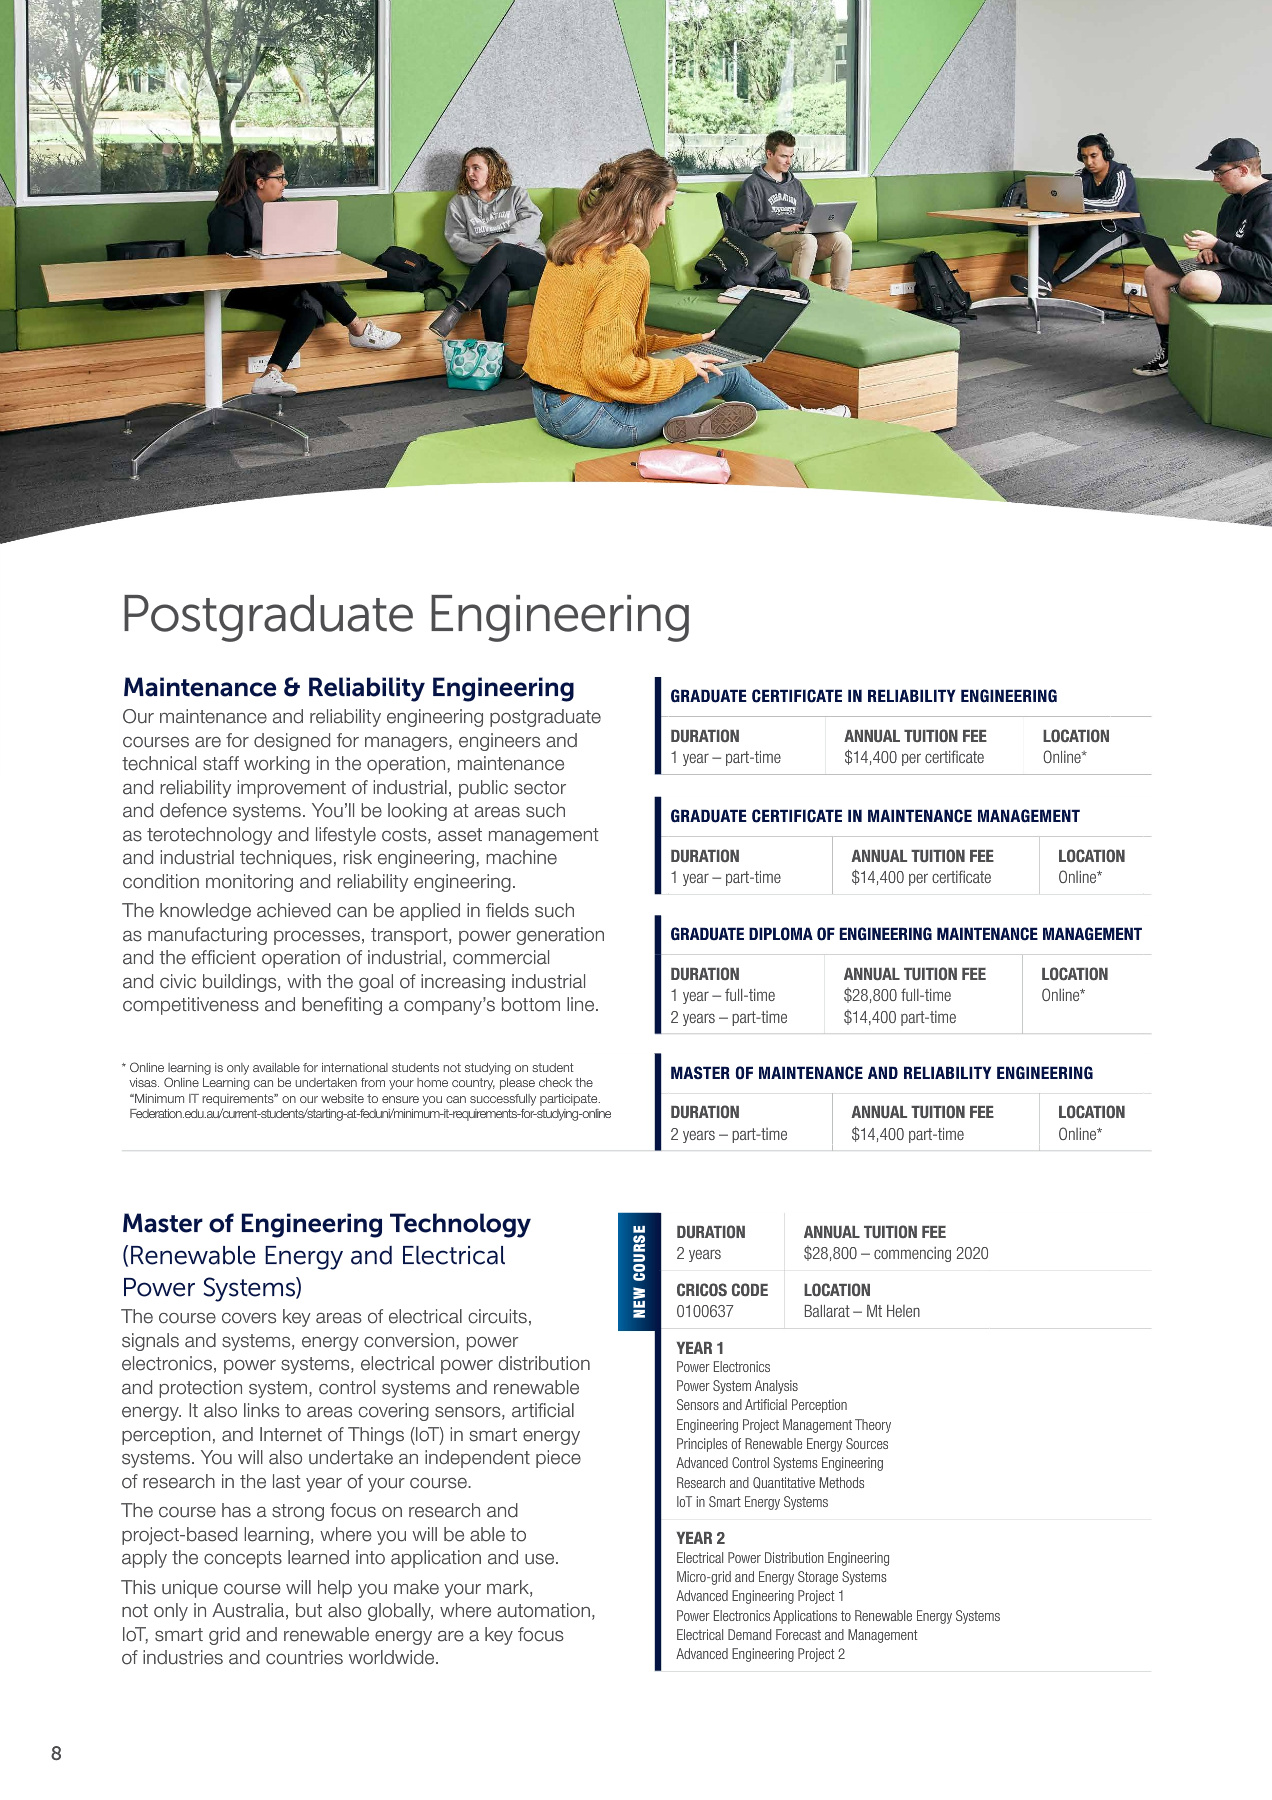 FEDERATION
UNIVERSITY
Postgraduate Engineering
Maintenance & Reliability Engineering
Our maintenance and reliability engineering postgraduate
courses are for designed for managers, engineers and
technical staff working in the operation, maintenance
and reliability improvement of industrial, public sector
and defence systems. You’ll be looking at areas such
as terotechnology and lifestyle costs, asset management
and industrial techniques, risk engineering, machine
condition monitoring and reliability engineering.
The knowledge achieved can be applied in fields such
as manufacturing processes, transport, power generation
and the efficient operation of industrial, commercial
and civic buildings, with the goal of increasing industrial
competitiveness and benefiting a company’s bottom line.
* Online learning is only available for international students not studying on student
visas. Online Learning can be undertaken from your home country, please check the
“Minimum IT requirements” on our website to ensure you can successfully participate.
Federation.edu.au/current-students/starting-at-feduni/minimum-it-requirements-for-studying-online
GRADUATE CERTIFICATE IN RELIABILITY ENGINEERING
DURATION ANNUAL TUITION FEE LOCATION
1 year – part-time $14,400 per certificate Online*
GRADUATE CERTIFICATE IN MAINTENANCE MANAGEMENT
DURATION ANNUAL TUITION FEE LOCATION
1 year – part-time $14,400 per certificate Online*
GRADUATE DIPLOMA OF ENGINEERING MAINTENANCE MANAGEMENT
DURATION ANNUAL TUITION FEE LOCATION
1 year – full-time $28,800 full-time Online*
2 years – part-time $14,400 part-time
MASTER OF MAINTENANCE AND RELIABILITY ENGINEERING
DURATION ANNUAL TUITION FEE LOCATION
2 years – part-time $14,400 part-time Online*
Master of Engineering Technology
(Renewable Energy and Electrical
Power Systems)
The course covers key areas of electrical circuits,
signals and systems, energy conversion, power
electronics, power systems, electrical power distribution
and protection system, control systems and renewable
energy. It also links to areas covering sensors, artificial
perception, and Internet of Things (IoT) in smart energy
systems. You will also undertake an independent piece
of research in the last year of your course.
The course has a strong focus on research and
project-based learning, where you will be able to
apply the concepts learned into application and use.
This unique course will help you make your mark,
not only in Australia, but also globally, where automation,
IoT, smart grid and renewable energy are a key focus
of industries and countries worldwide.
NEW COURSE
DURATION ANNUAL TUITION FEE
2 years $28,800 – commencing 2020
CRICOS CODE LOCATION
0100637 Ballarat – Mt Helen
YEAR 1
Power Electronics
Power System Analysis
Sensors and Artificial Perception
Engineering Project Management Theory
Principles of Renewable Energy Sources
Advanced Control Systems Engineering
Research and Quantitative Methods
IoT in Smart Energy Systems
YEAR 2
Electrical Power Distribution Engineering
Micro-grid and Energy Storage Systems
Advanced Engineering Project 1
Power Electronics Applications to Renewable Energy Systems
Electrical Demand Forecast and Management
Advanced Engineering Project 2
8